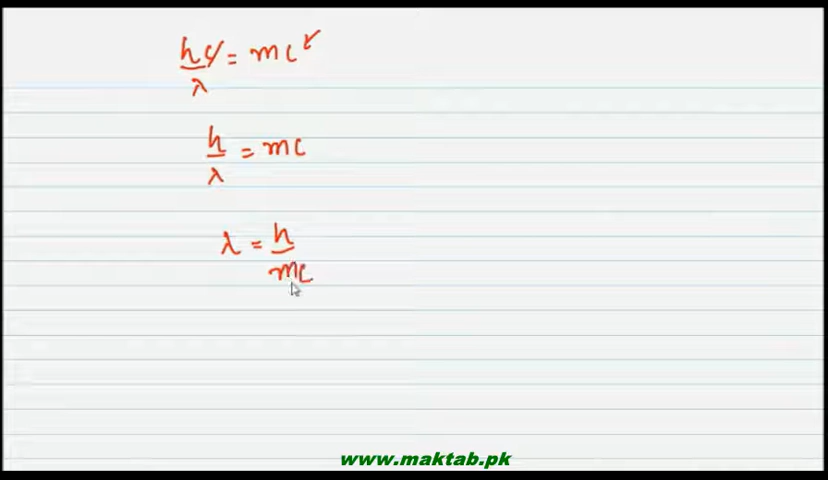 hc/λ = mc²
h/λ = mc
λ = h/mc
www.maktab.pk